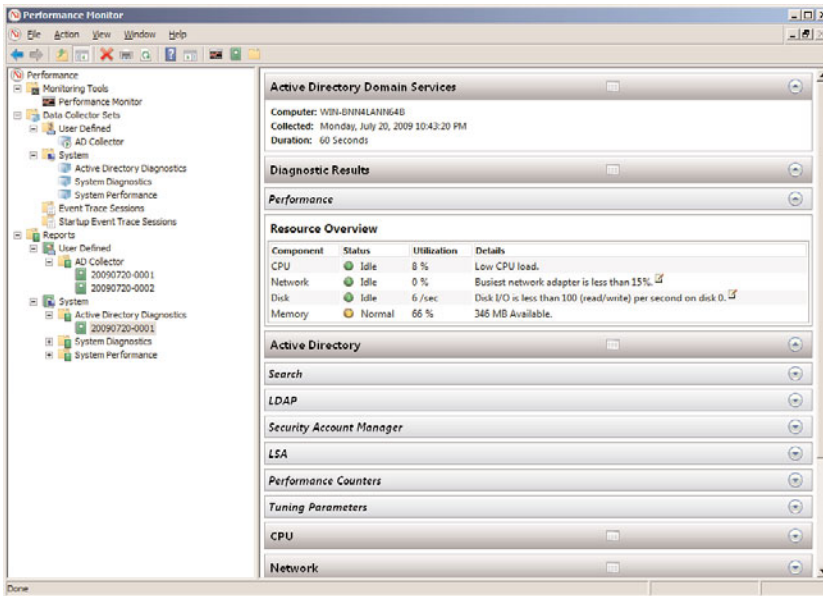 Performance Monitor
File Action View Window Help
Performance
Monitoring Tools
Performance Monitor
Data Collector Sets
User Defined
AD Collector
System
Active Directory Diagnostics
System Diagnostics
System Performance
Event Trace Sessions
Startup Event Trace Sessions
Reports
User Defined
AD Collector
20090720-0001
20090720-0002
System
Active Directory Diagnostics
20090720-0001
System Diagnostics
System Performance
Active Directory Domain Services
Computer: WIN-BNN4LANN64B
Collected: Monday, July 20, 2009 10:43:20 PM
Duration: 60 Seconds
Diagnostic Results
Performance
Resource Overview
Component Status Utilization Details
CPU Idle 8 % Low CPU load.
Network Idle 0 % Busiest network adapter is less than 15%.
Disk Idle 6 /sec Disk I/O is less than 100 (read/write) per second on disk 0.
Memory Normal 66 % 346 MB Available.
Active Directory
Search
LDAP
Security Account Manager
LSA
Performance Counters
Tuning Parameters
CPU
Network
Done